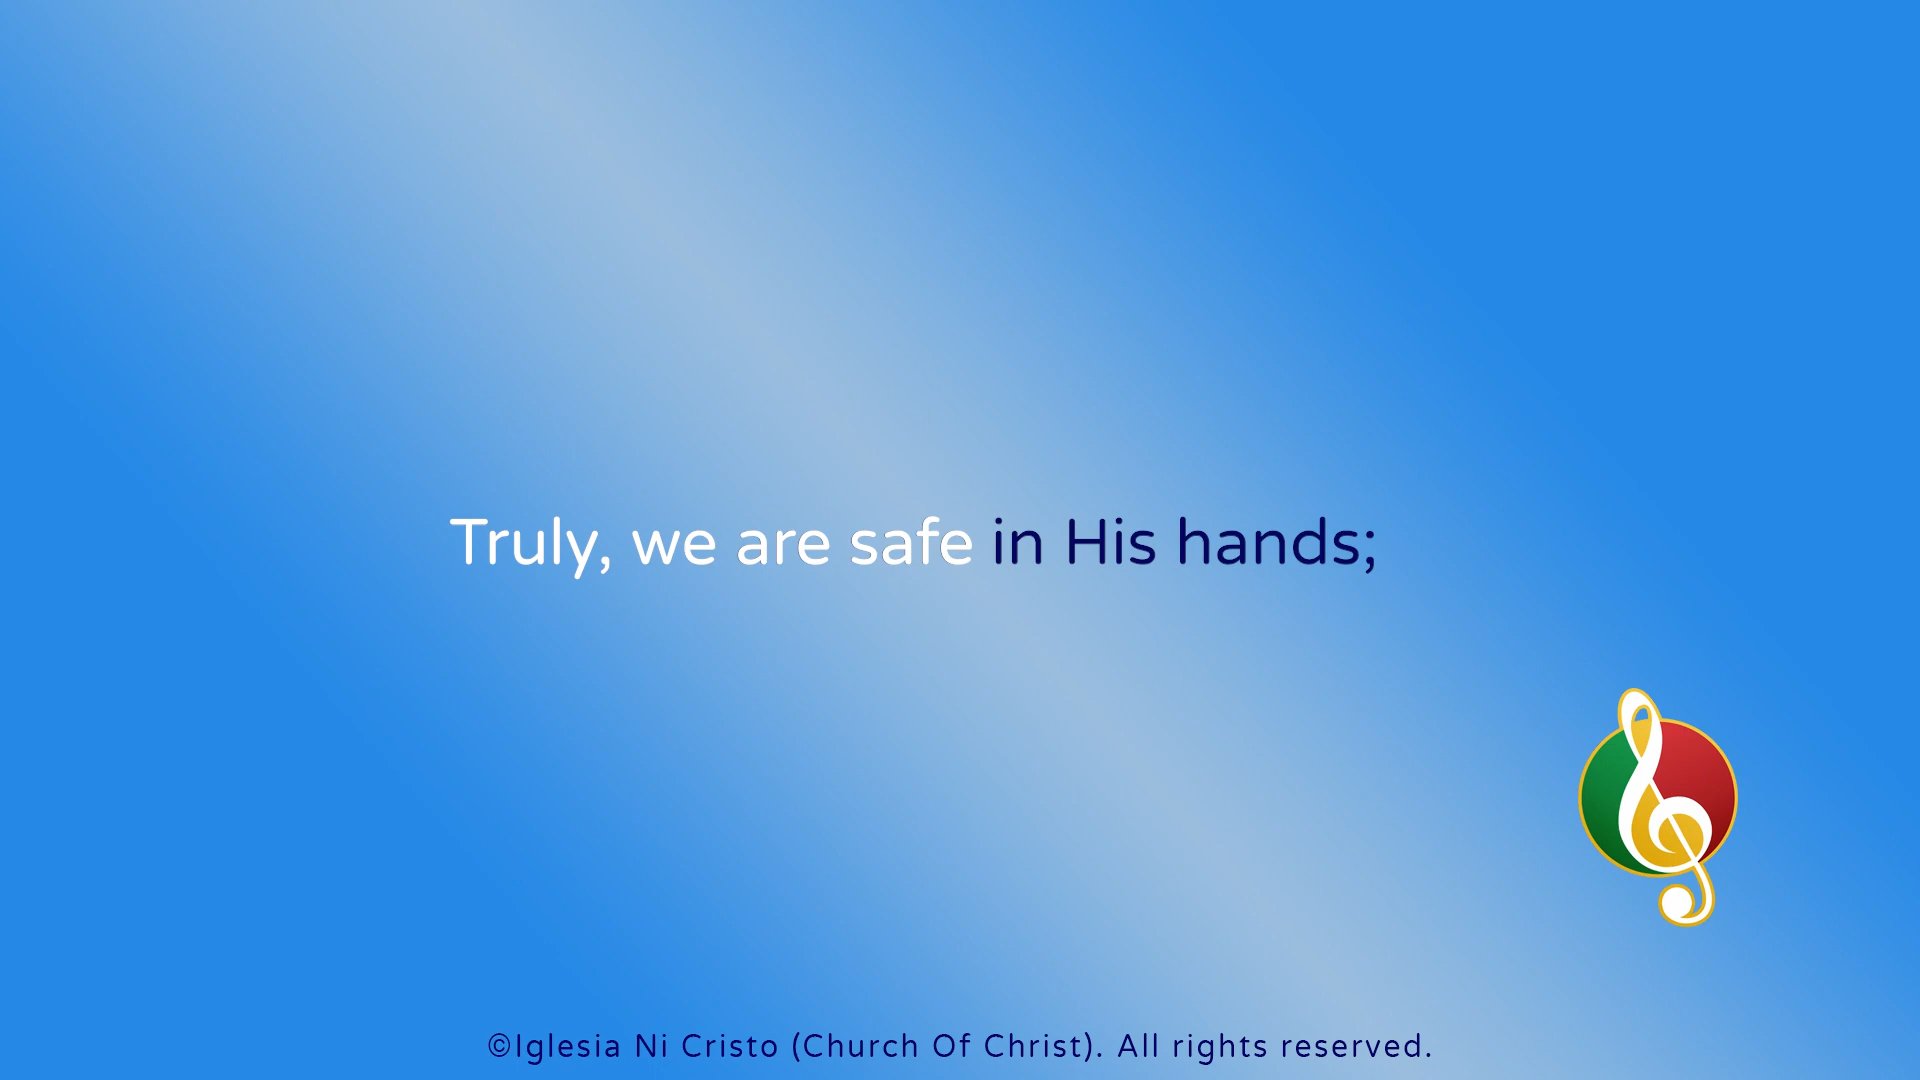 Truly, we are safe in His hands;
©Iglesia Ni Cristo (Church Of Christ). All rights reserved.